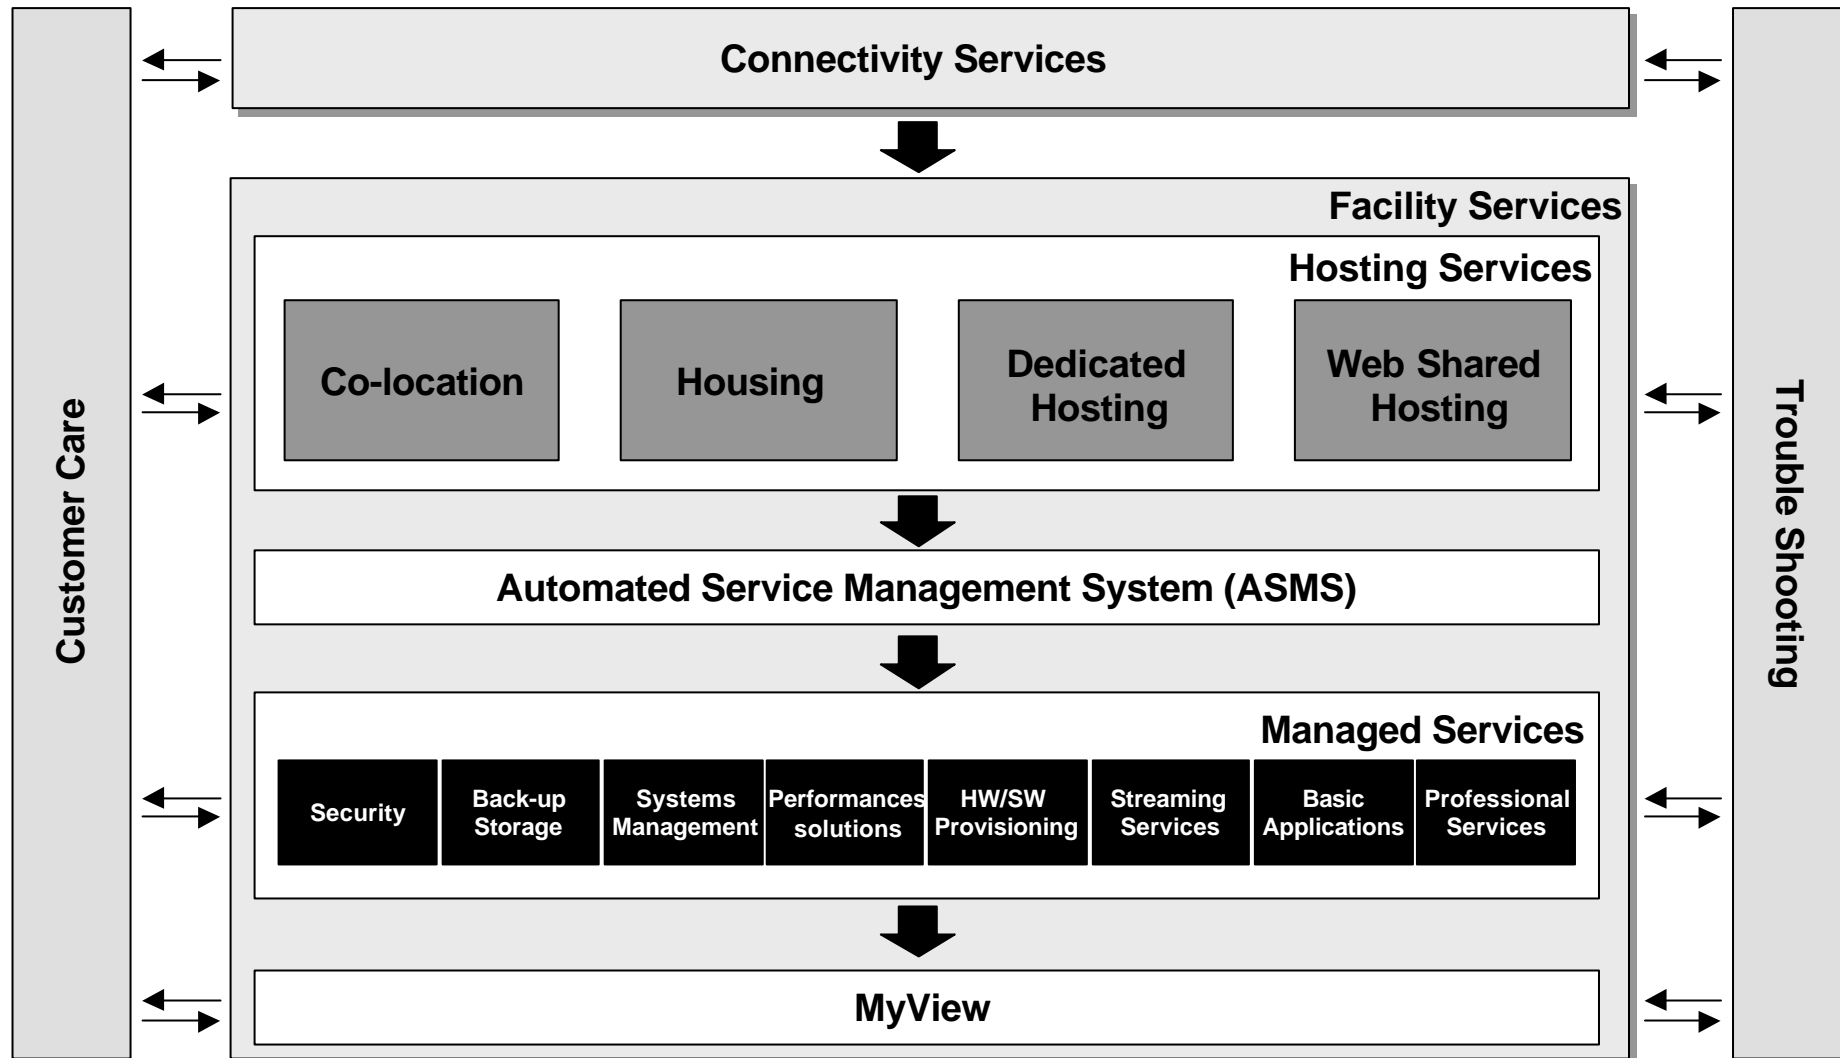 Connectivity Services
Customer Care
Trouble Shooting
Facility Services
Hosting Services
Co-location
Housing
Dedicated
Hosting
Web Shared
Hosting
Automated Service Management System (ASMS)
Managed Services
Security
Back-up
Storage
Systems
Management
Performances
solutions
HW/SW
Provisioning
Streaming
Services
Basic
Applications
Professional
Services
MyView